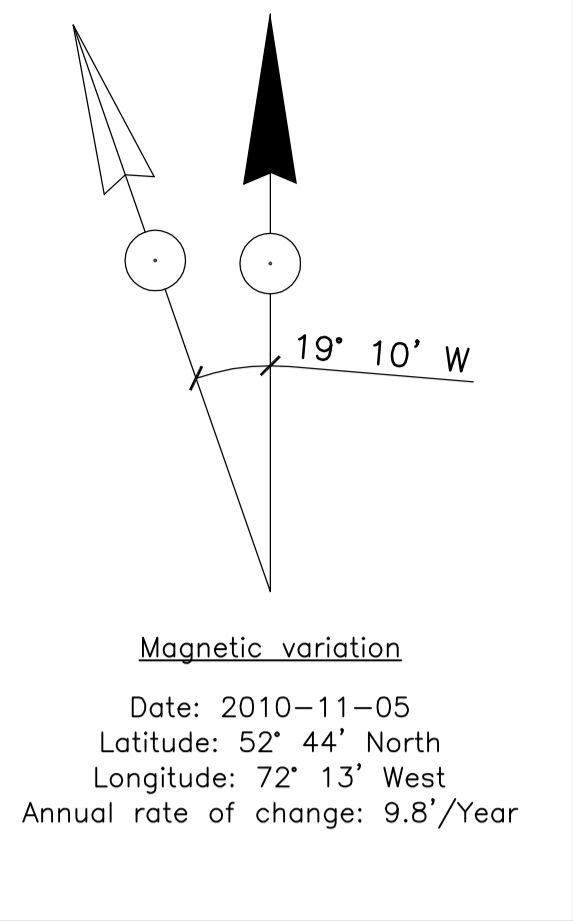 19° 10' W
Magnetic variation
Date: 2010-11-05
Latitude: 52° 44' North
Longitude: 72° 13' West
Annual rate of change: 9.8'/Year